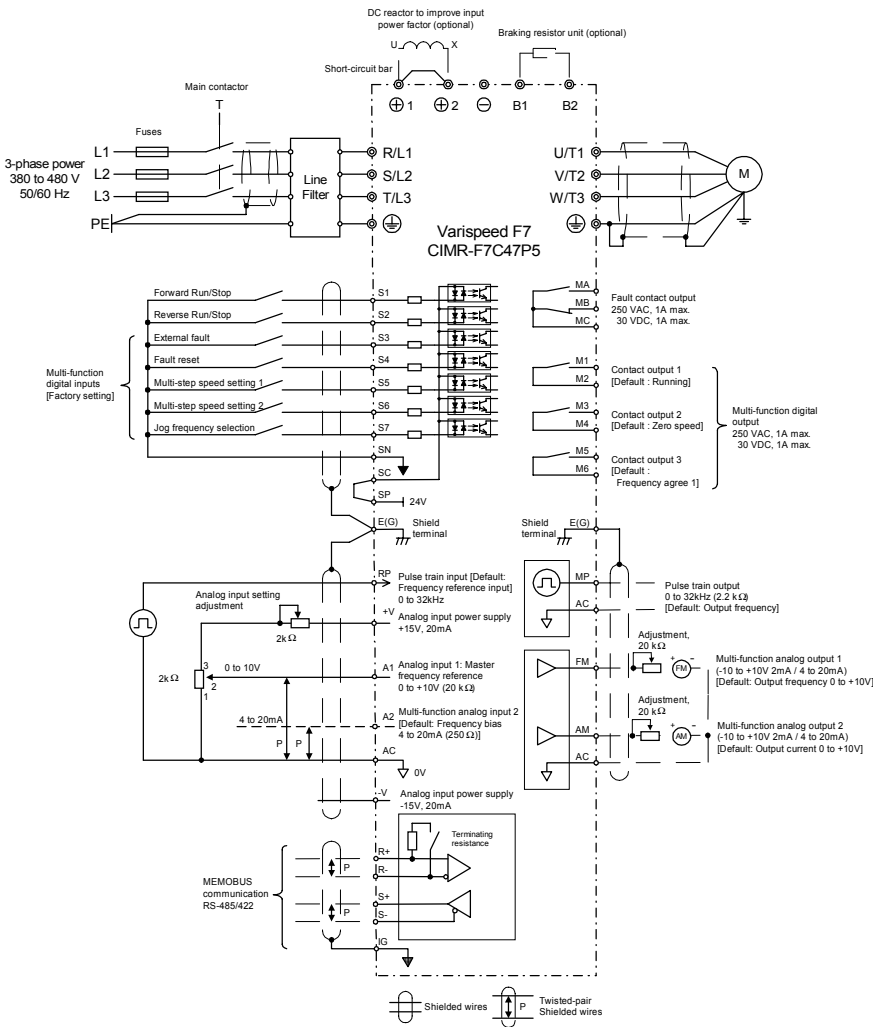 DC reactor to improve input
power factor (optional)
U
X
Braking resistor unit (optional)
Short-circuit bar
Main contactor
1
2
B1
B2
Fuses
3-phase power
380 to 480 V
50/60 Hz
L1
L2
L3
PE
Line
Filter
R/L1
S/L2
T/L3
U/T1
V/T2
W/T3
M
Varispeed F7
CIMR-F7C47P5
Multi-function
digital inputs
[Factory setting]
Forward Run/Stop
S1
Reverse Run/Stop
S2
External fault
S3
Fault reset
S4
Multi-step speed setting 1
S5
Multi-step speed setting 2
S6
Jog frequency selection
S7
SN
SC
SP
24V
E(G)
Shield
terminal
MA
MB
MC
Fault contact output
250 VAC, 1A max.
30 VDC, 1A max.
M1
M2
Contact output 1
[Default : Running]
M3
M4
Contact output 2
[Default : Zero speed]
M5
M6
Contact output 3
[Default :
Frequency agree 1]
Multi-function digital
output
250 VAC, 1A max.
30 VDC, 1A max.
Shield
terminal
E(G)
RP
Pulse train input [Default:
Frequency reference input]
0 to 32kHz
Analog input setting
adjustment
2kΩ
+V
Analog input power supply
+15V, 20mA
2kΩ
3
2
1
0 to 10V
A1
Analog input 1: Master
frequency reference
0 to +10V (20 kΩ)
4 to 20mA
A2
Multi-function analog input 2
[Default: Frequency bias
4 to 20mA (250 Ω)]
P
P
AC
0V
-V
Analog input power supply
-15V, 20mA
MP
AC
Pulse train output
0 to 32kHz (2.2 kΩ)
[Default: Output frequency]
Adjustment,
20 kΩ
FM
+ -
FM
Multi-function analog output 1
(-10 to +10V 2mA / 4 to 20mA)
[Default: Output frequency 0 to +10V]
Adjustment,
20 kΩ
AM
+ -
AM
Multi-function analog output 2
(-10 to +10V 2mA / 4 to 20mA)
[Default: Output current 0 to +10V]
AC
MEMOBUS
communication
RS-485/422
P
P
R+
R-
S+
S-
IG
Terminating
resistance
Shielded wires
P
Twisted-pair
Shielded wires